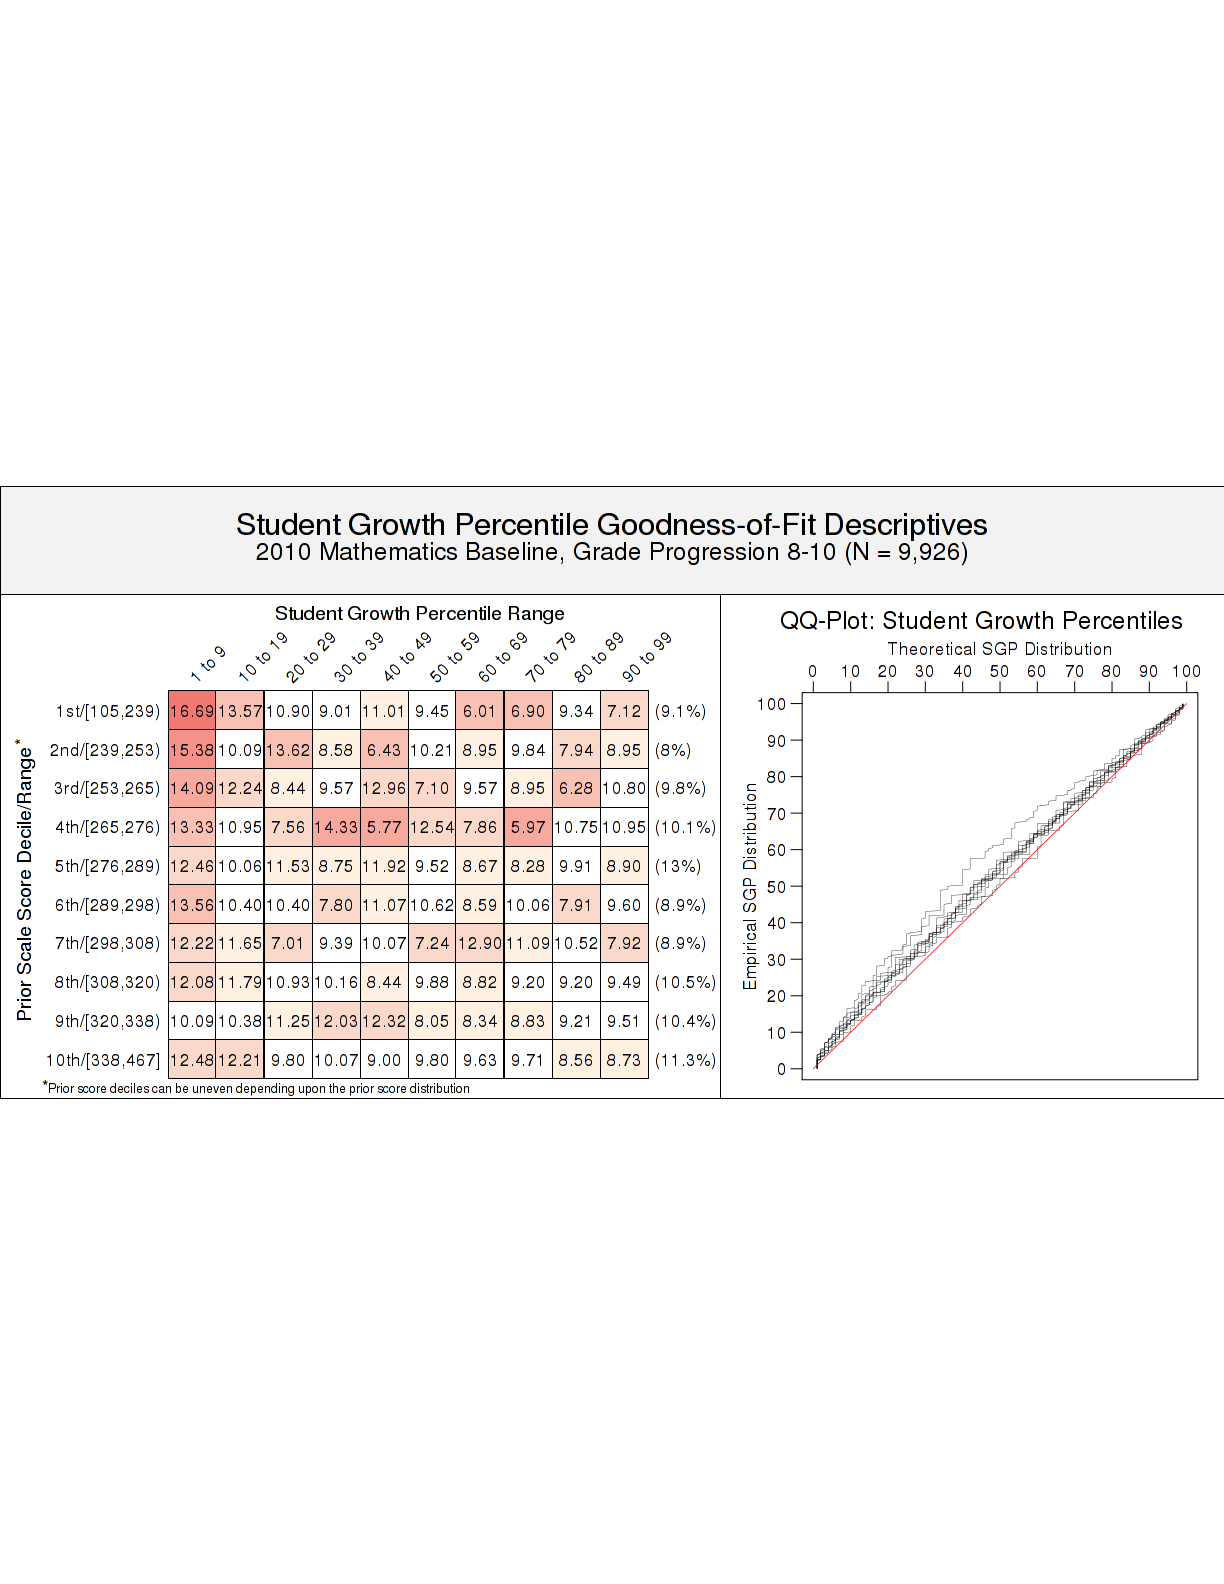 Student Growth Percentile Goodness-of-Fit Descriptives
2010 Mathematics Baseline, Grade Progression 8-10 (N = 9,926)
Student Growth Percentile Range
1 to 9 10 to 19 20 to 29 30 to 39 40 to 49 50 to 59 60 to 69 70 to 79 80 to 89 90 to 99
Prior Scale Score Decile/Range*
1st/[105,239) 16.69 13.57 10.90 9.01 11.01 9.45 6.01 6.90 9.34 7.12 (9.1%)
2nd/[239,253) 15.38 10.09 13.62 8.58 6.43 10.21 8.95 9.84 7.94 8.95 (8%)
3rd/[253,265) 14.09 12.24 8.44 9.57 12.96 7.10 9.57 8.95 6.28 10.80 (9.8%)
4th/[265,276) 13.33 10.95 7.56 14.33 5.77 12.54 7.86 5.97 10.75 10.95 (10.1%)
5th/[276,289) 12.46 10.06 11.53 8.75 11.92 9.52 8.67 8.28 9.91 8.90 (13%)
6th/[289,298) 13.56 10.40 10.40 7.80 11.07 10.62 8.59 10.06 7.91 9.60 (8.9%)
7th/[298,308) 12.22 11.65 7.01 9.39 10.07 7.24 12.90 11.09 10.52 7.92 (8.9%)
8th/[308,320) 12.08 11.79 10.93 10.16 8.44 9.88 8.82 9.20 9.20 9.49 (10.5%)
9th/[320,338) 10.09 10.38 11.25 12.03 12.32 8.05 8.34 8.83 9.21 9.51 (10.4%)
10th/[338,467] 12.48 12.21 9.80 10.07 9.00 9.80 9.63 9.71 8.56 8.73 (11.3%)
*Prior score deciles can be uneven depending upon the prior score distribution
QQ-Plot: Student Growth Percentiles
Theoretical SGP Distribution
0 10 20 30 40 50 60 70 80 90 100
Empirical SGP Distribution
100
90
80
70
60
50
40
30
20
10
0